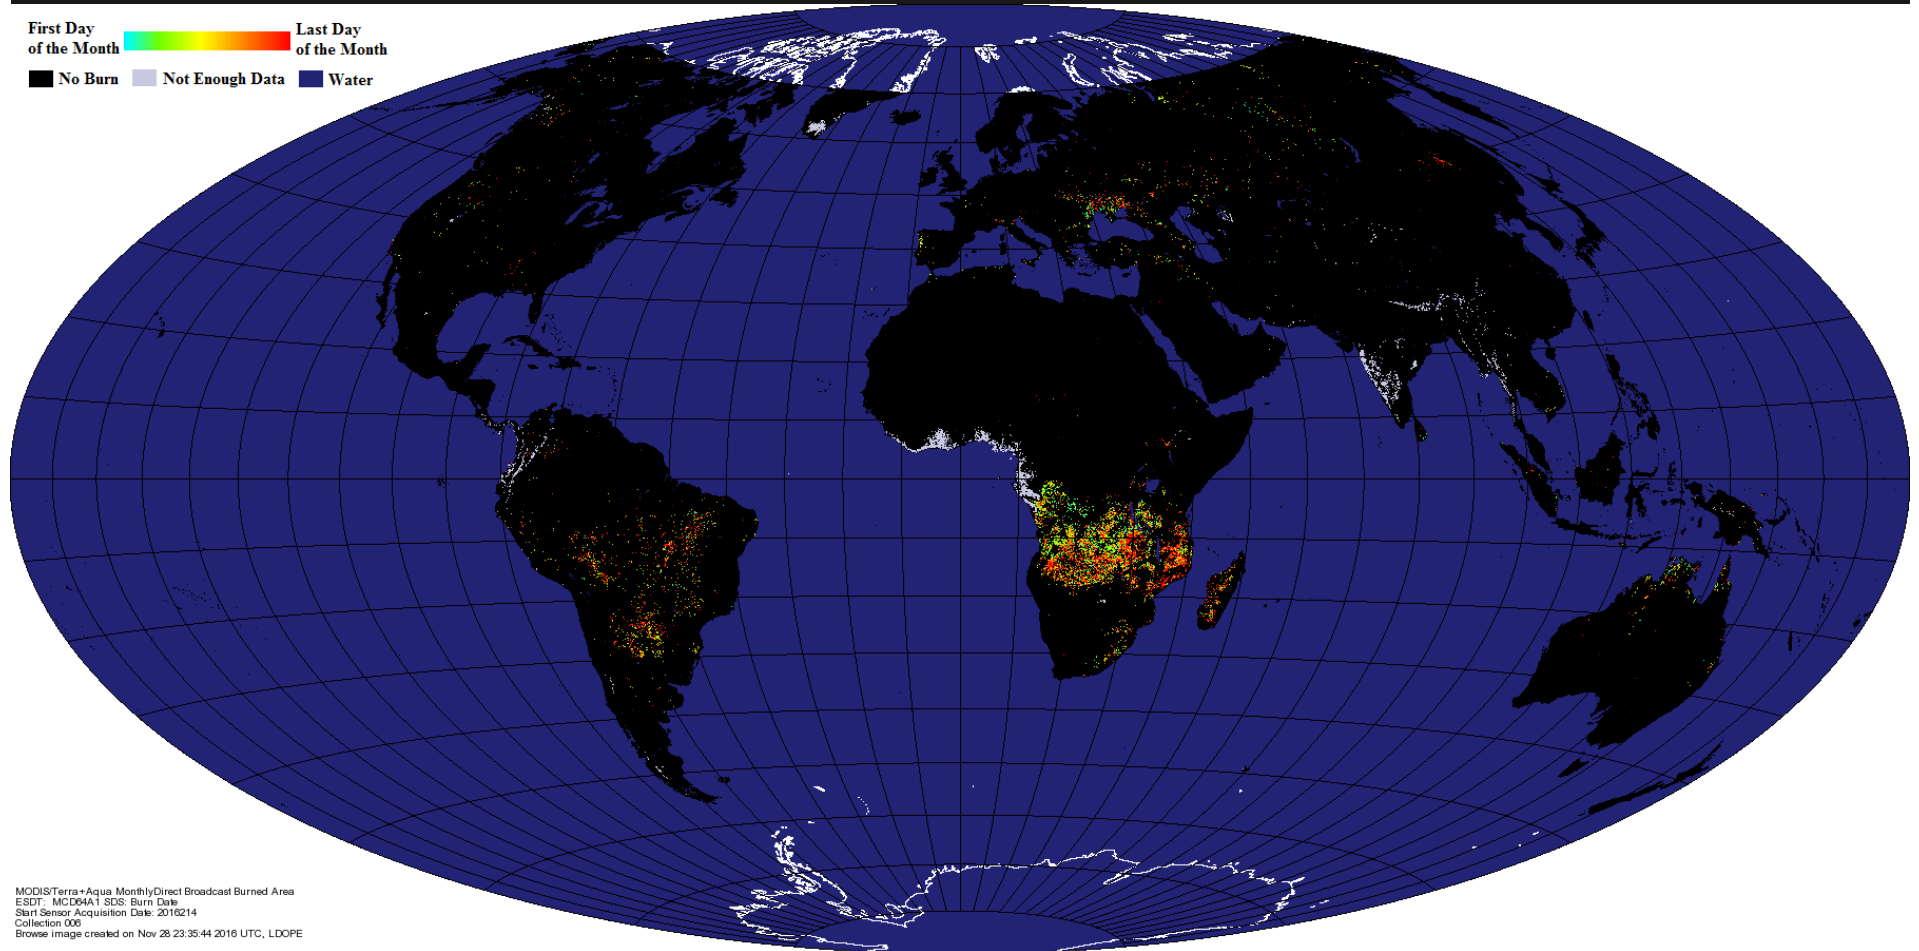 First Day
of the Month
Last Day
of the Month
No Burn
Not Enough Data
Water
MODIS/Terra+Aqua MonthlyDirect Broadcast Burned Area
ESDT: MCD64A1 SDS: Burn Date
Start Sensor Acquisition Date: 2016214
Collection 006
Browse image created on Nov 28 23:35:44 2016 UTC, LDOPE